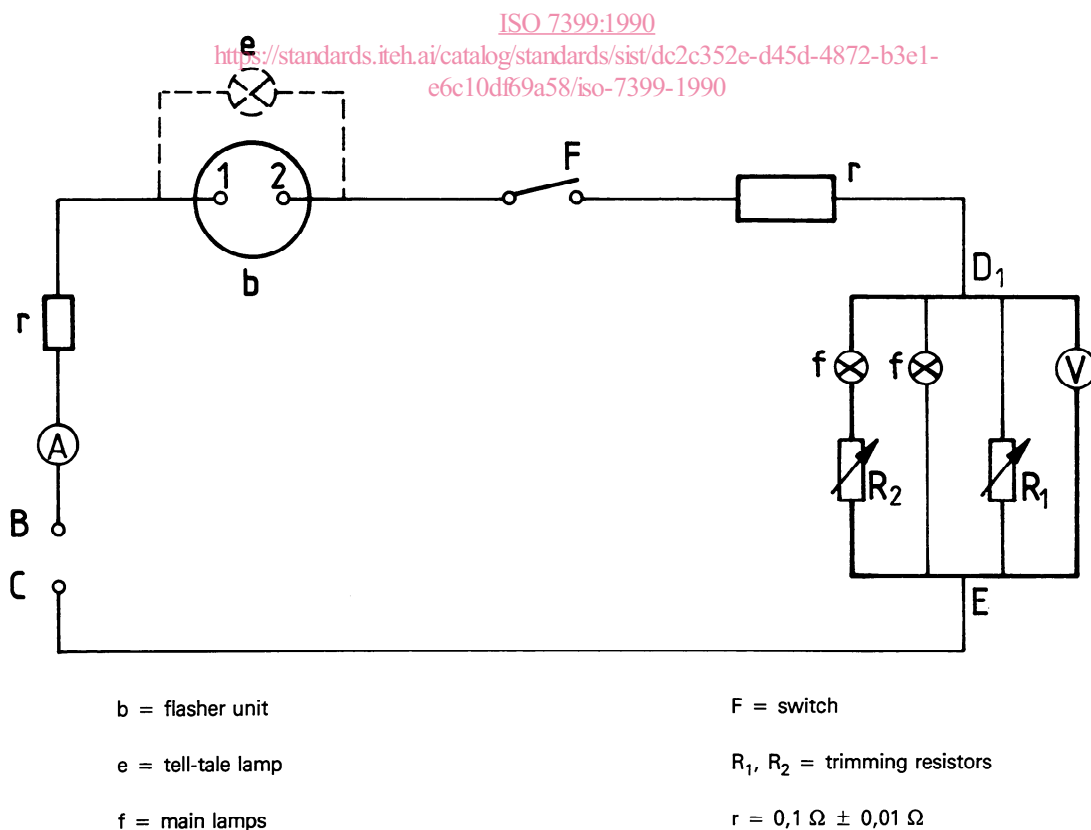 ISO 7399:1990
https://standards.iteh.ai/catalog/standards/sist/dc2c352e-d45d-4872-b3e1-
e6c10df69a58/iso-7399-1990
e
1 2
F
r
b
D1
r
f
f
V
A
R2
R1
B
C
E
b = flasher unit
F = switch
e = tell-tale lamp
R1, R2 = trimming resistors
f = main lamps
r = 0,1 Ω ± 0,01 Ω